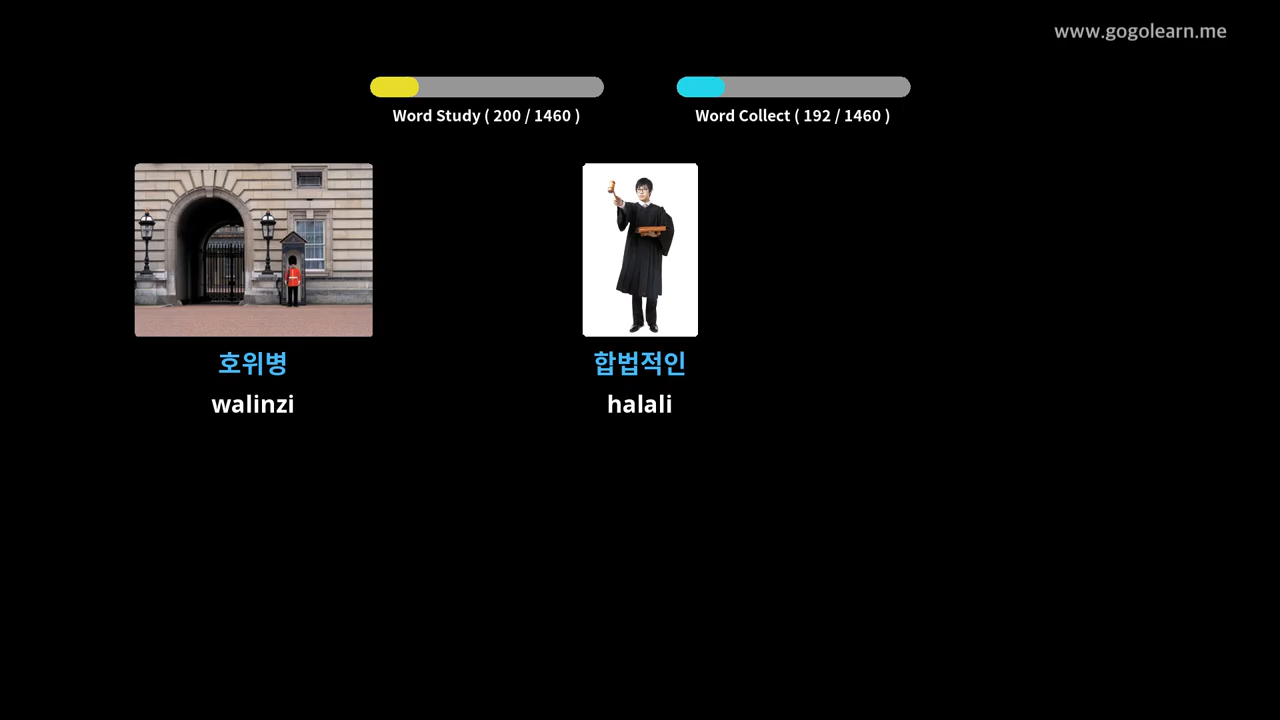 www.gogolearn.me
Word Study ( 200 / 1460 )
Word Collect ( 192 / 1460 )
호위병
walinzi
합법적인
halali